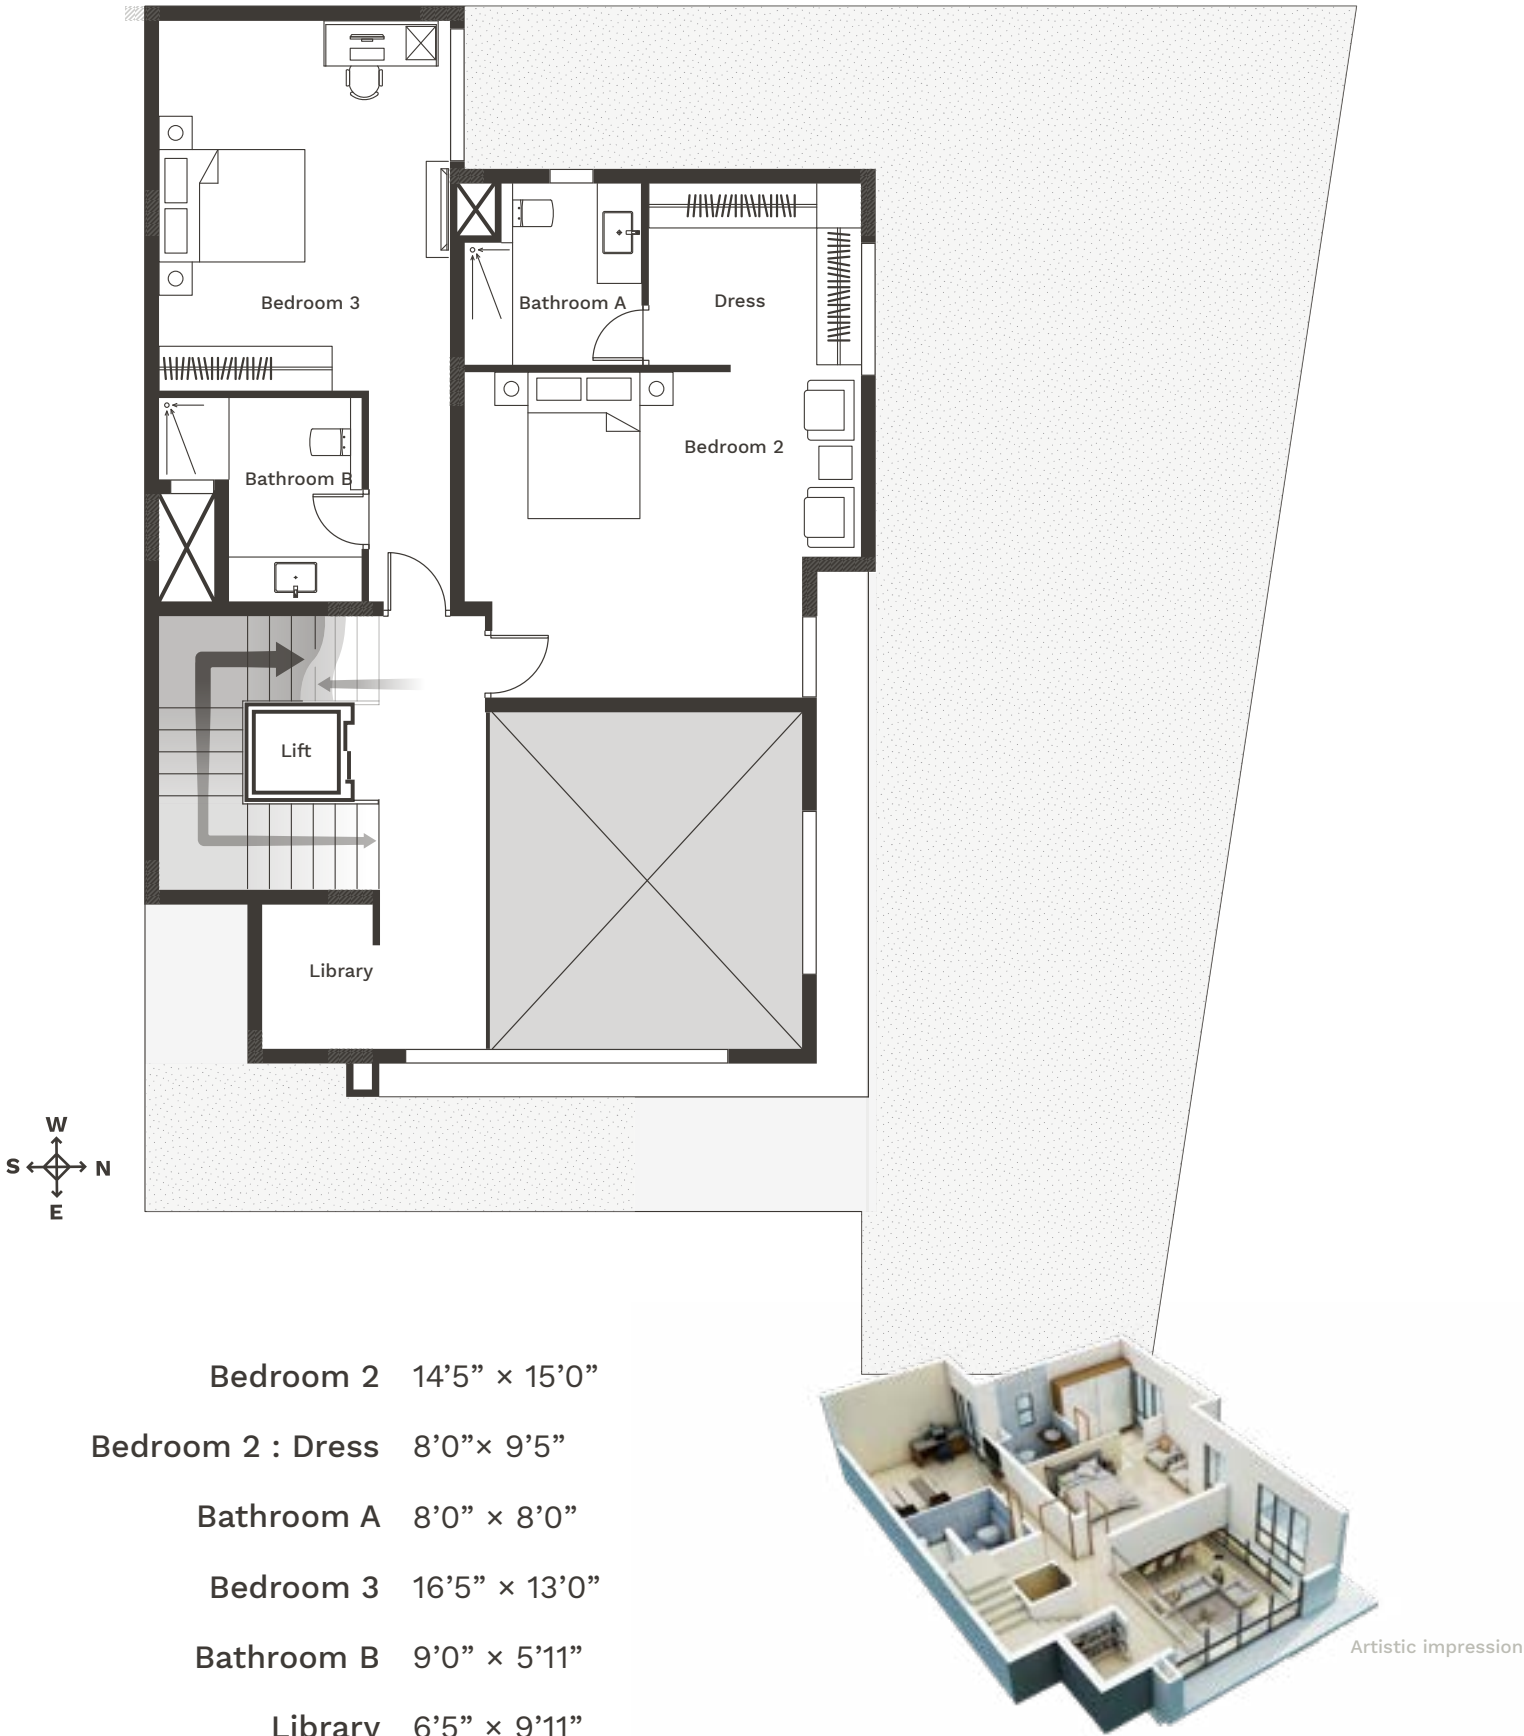 Bedroom 3
Bathroom A
Dress
Bedroom 2
Bathroom B
Lift
Library
W
S
N
E
Bedroom 2 14’5” × 15’0”
Bedroom 2 : Dress 8’0”× 9’5”
Bathroom A 8’0” × 8’0”
Bedroom 3 16’5” × 13’0”
Bathroom B 9’0” × 5’11”
Library 6’5” × 9’11”
Artistic impression